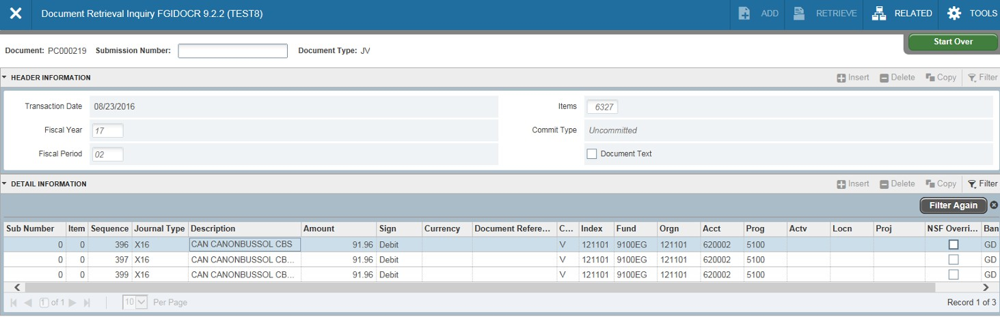 Document Retrieval Inquiry FGIDOCR 9.2.2 (TEST8) ADD RETRIEVE RELATED TOOLS
Start Over
Document: PC000219 Submission Number: Document Type: JV
HEADER INFORMATION Insert Delete Copy Filter
Transaction Date 08/23/2016 Items 6327
Fiscal Year 17 Commit Type Uncommitted
Fiscal Period 02 Document Text
DETAIL INFORMATION Insert Delete Copy Filter
Filter Again
Sub Number Item Sequence Journal Type Description Amount Sign Currency Document Refere... C... Index Fund Orgn Acct Prog Actv Locn Proj NSF Overri... Ban
0 0 396 X16 CAN CANONBUSSOL CBS 91.96 Debit V 121101 9100EG 121101 620002 5100 GD
0 0 397 X16 CAN CANONBUSSOL CB... 91.96 Debit V 121101 9100EG 121101 620002 5100 GD
0 0 399 X16 CAN CANONBUSSOL CB... 91.96 Debit V 121101 9100EG 121101 620002 5100 GD
1 of 1 10 Per Page Record 1 of 3